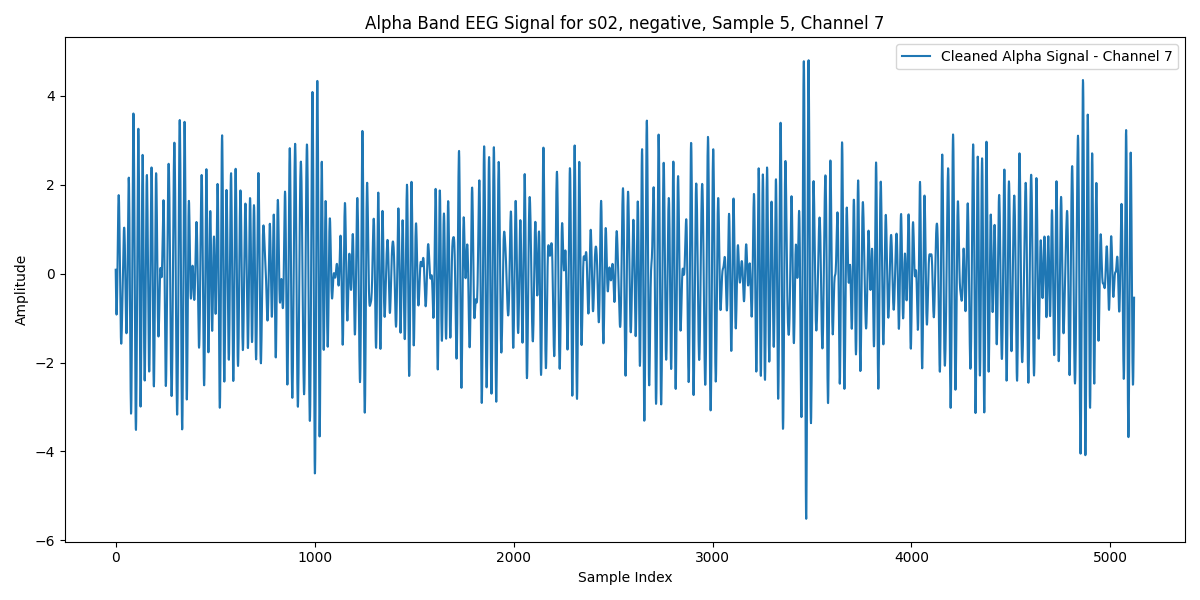 Alpha Band EEG Signal for s02, negative, Sample 5, Channel 7
Cleaned Alpha Signal - Channel 7
Amplitude
4
2
0
−2
−4
−6
0 1000 2000 3000 4000 5000
Sample Index